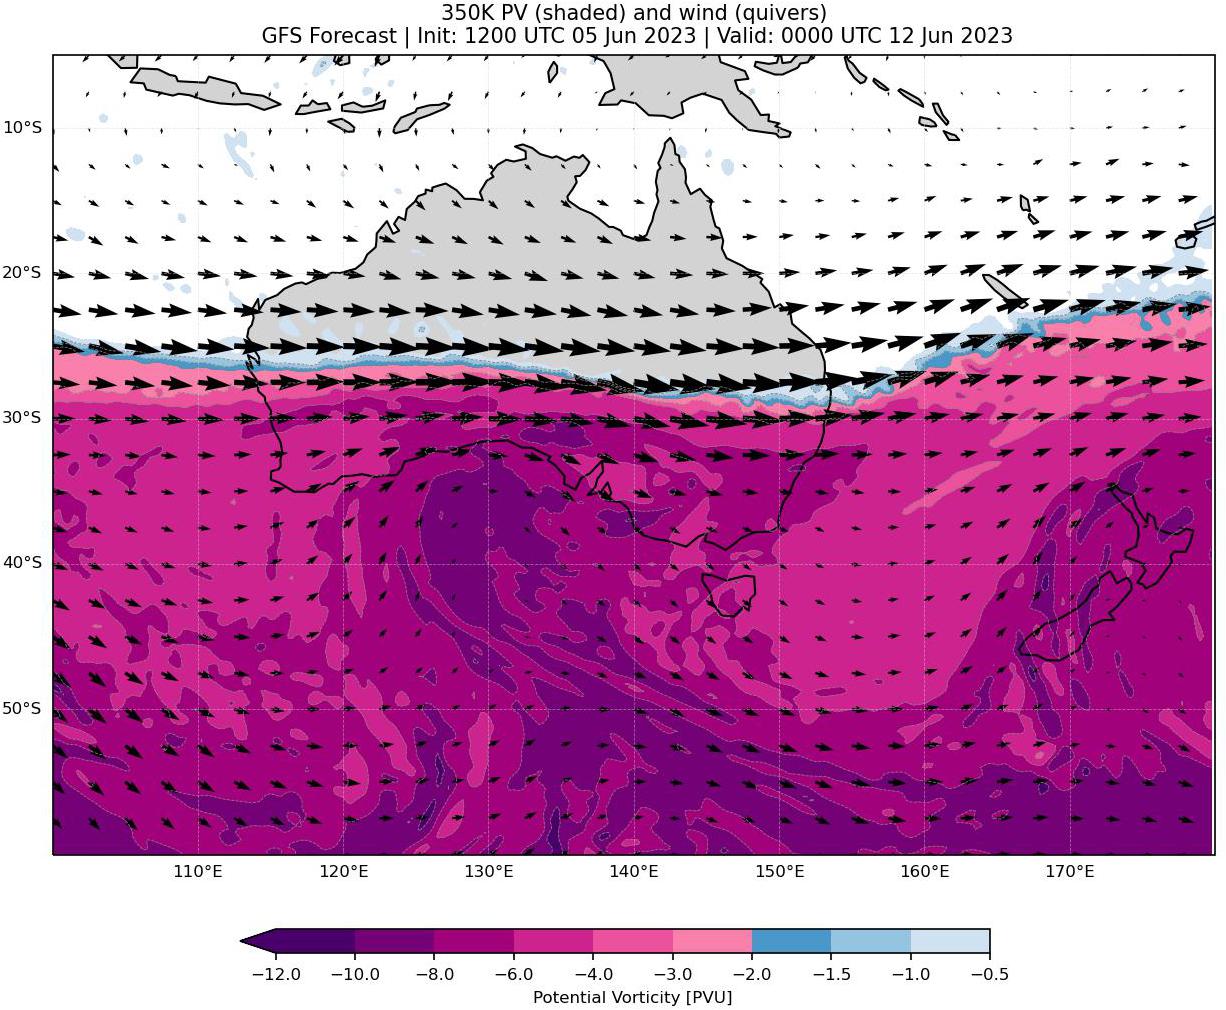 350K PV (shaded) and wind (quivers)
GFS Forecast | Init: 1200 UTC 05 Jun 2023 | Valid: 0000 UTC 12 Jun 2023
10°S
20°S
30°S
40°S
50°S
110°E 120°E 130°E 140°E 150°E 160°E 170°E
−12.0 −10.0 −8.0 −6.0 −4.0 −3.0 −2.0 −1.5 −1.0 −0.5
Potential Vorticity [PVU]